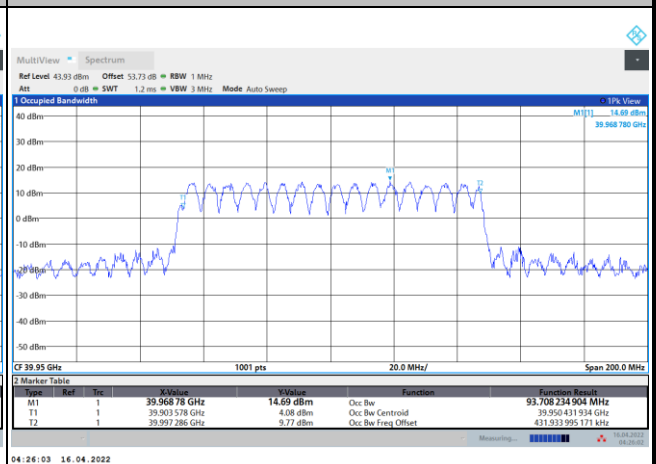 MultiView Spectrum
Ref Level 43.93 dBm Offset 53.73 dB RBW 1 MHz
Att 0 dB SWT 1.2 ms VBW 3 MHz Mode Auto Sweep
1 Occupied Bandwidth 1Pk View
M1[1] 14.69 dBm
39.968 780 GHz
40 dBm
30 dBm
20 dBm
M1
T1
T2
10 dBm
0 dBm
-10 dBm
-20 dBm
-30 dBm
-40 dBm
-50 dBm
CF 39.95 GHz 1001 pts 20.0 MHz/ Span 200.0 MHz
2 Marker Table
Type Ref Trc X-Value Y-Value Function Function Result
M1 1 39.968 78 GHz 14.69 dBm Occ Bw 93.708 234 904 MHz
T1 1 39.903 578 GHz 4.08 dBm Occ Bw Centroid 39.950 431 934 GHz
T2 1 39.997 286 GHz 9.77 dBm Occ Bw Freq Offset 431.933 995 171 kHz
Measuring... 16.04.2022
04:26:02
04:26:03 16.04.2022